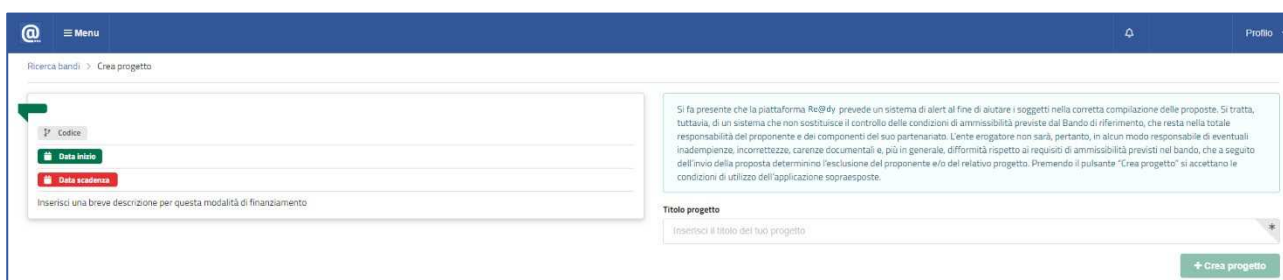 @
Menu
Profilo
Ricerca bandi > Crea progetto
Codice
Data inizio
Data scadenza
Inserisci una breve descrizione per questa modalità di finanziamento
Si fa presente che la piattaforma Re@dy prevede un sistema di alert al fine di aiutare i soggetti nella corretta compilazione delle proposte. Si tratta,
tuttavia, di un sistema che non sostituisce il controllo delle condizioni di ammissibilità previste dal Bando di riferimento, che resta nella totale
responsabilità del proponente e dei componenti del suo partenariato. L'ente erogatore non sarà, pertanto, in alcun modo responsabile di eventuali
inadempienze, incorrettezze, carenze documentali e, più in generale, difformità rispetto ai requisiti di ammissibilità previsti nel bando, che a seguito
dell'invio della proposta determinino l'esclusione del proponente e/o del relativo progetto. Premendo il pulsante "Crea progetto" si accettano le
condizioni di utilizzo dell'applicazione sopraesposte.
Titolo progetto
Inserisci il titolo del tuo progetto
*
+ Crea progetto